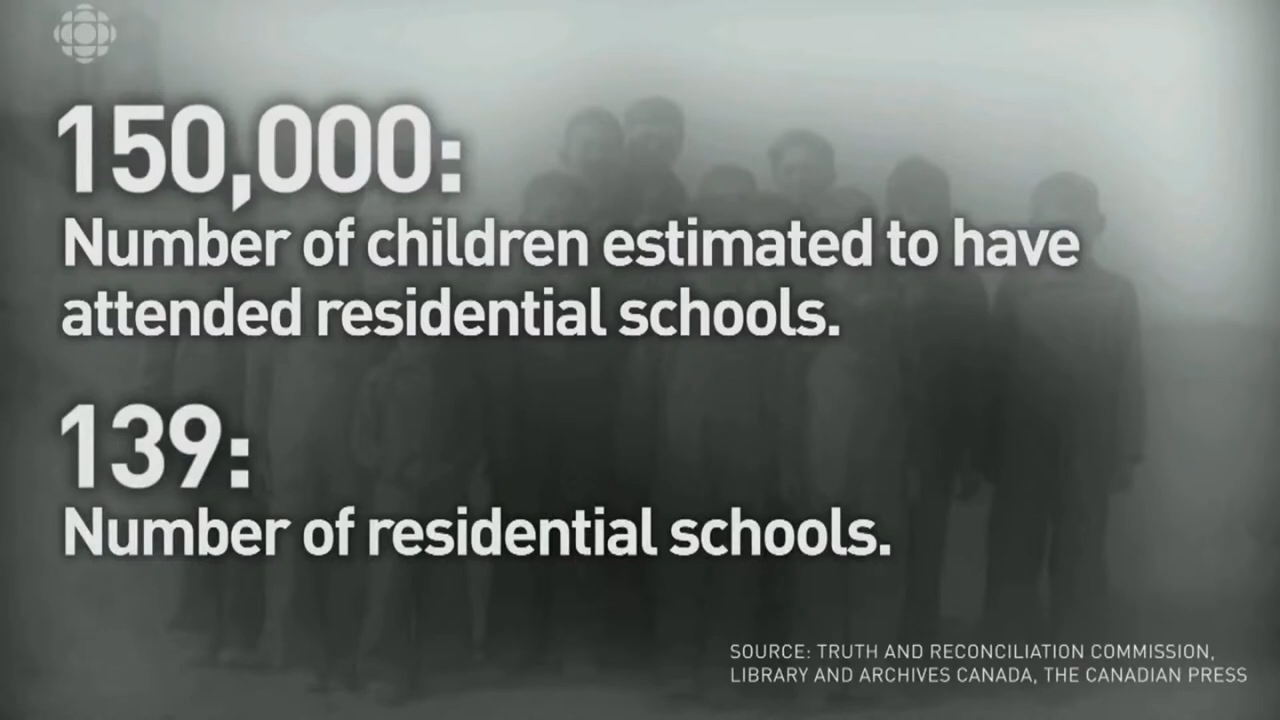 150,000:
Number of children estimated to have
attended residential schools.
139:
Number of residential schools.
SOURCE: TRUTH AND RECONCILIATION COMMISSION,
LIBRARY AND ARCHIVES CANADA, THE CANADIAN PRESS